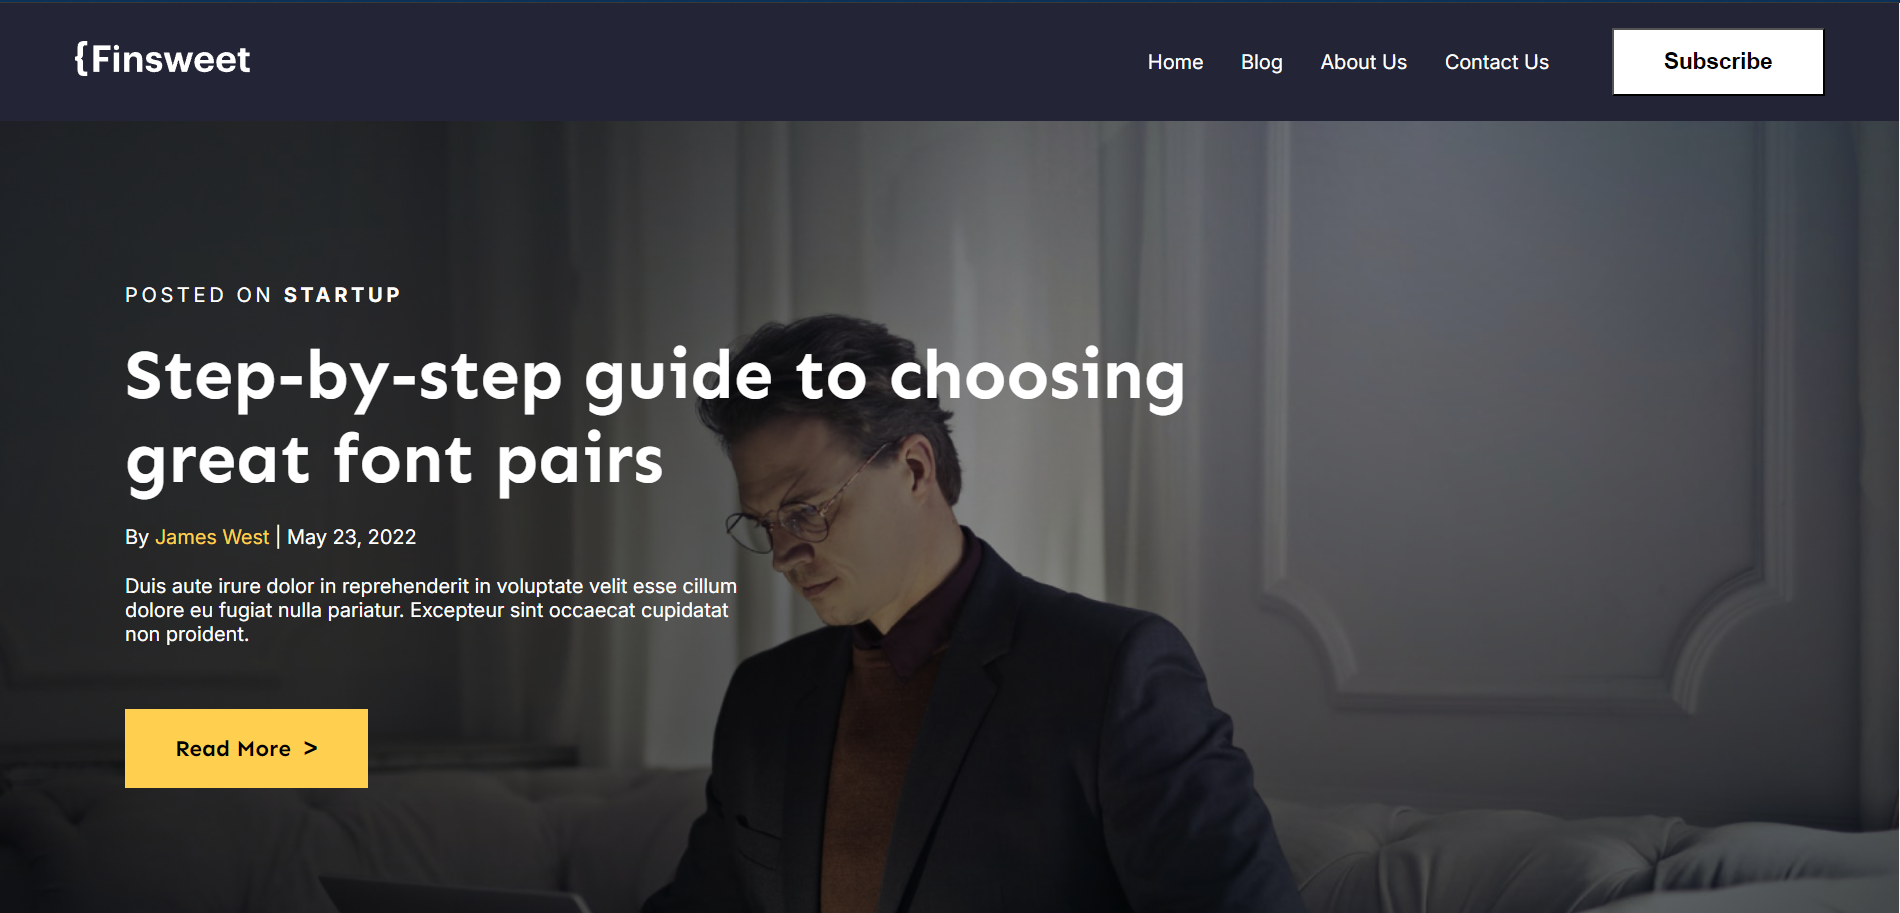 {Finsweet
Home Blog About Us Contact Us Subscribe
POSTED ON STARTUP
Step-by-step guide to choosing
great font pairs
By James West | May 23, 2022
Duis aute irure dolor in reprehenderit in voluptate velit esse cillum
dolore eu fugiat nulla pariatur. Excepteur sint occaecat cupidatat
non proident.
Read More >